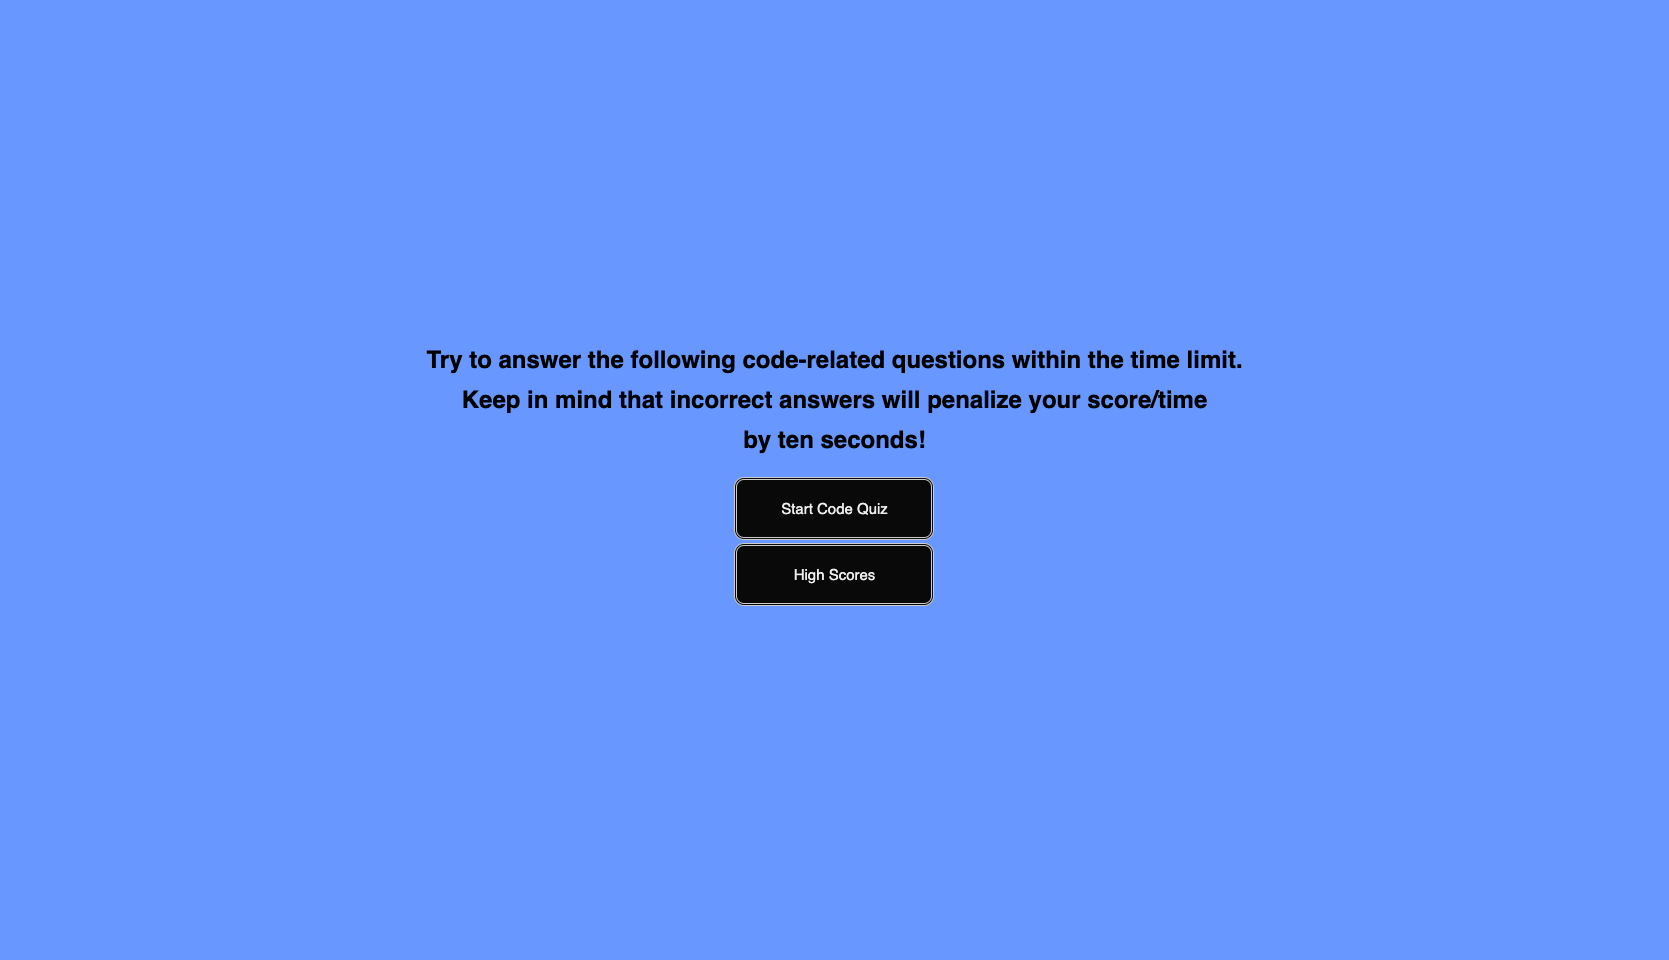 Try to answer the following code-related questions within the time limit.
Keep in mind that incorrect answers will penalize your score/time
by ten seconds!
Start Code Quiz
High Scores